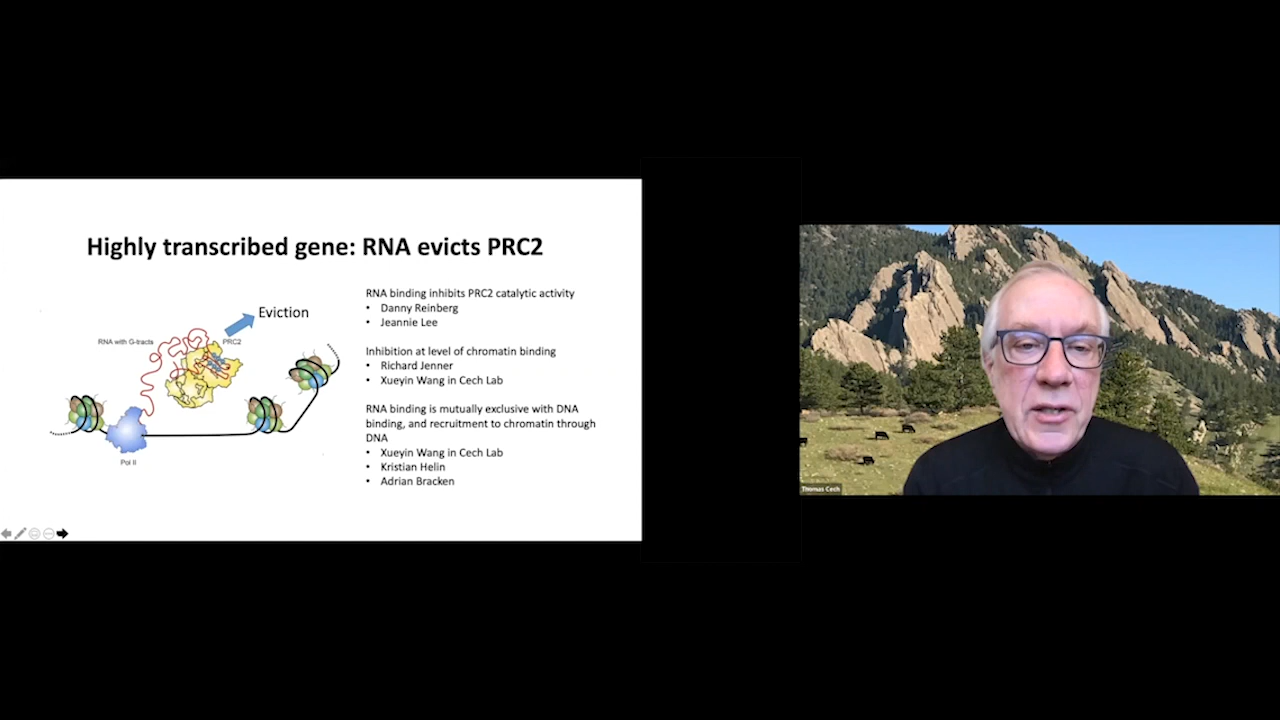 Highly transcribed gene: RNA evicts PRC2
Eviction
RNA with G-tracts
PRC2
Pol II
RNA binding inhibits PRC2 catalytic activity
• Danny Reinberg
• Jeannie Lee
Inhibition at level of chromatin binding
• Richard Jenner
• Xueyin Wang in Cech Lab
RNA binding is mutually exclusive with DNA
binding, and recruitment to chromatin through
DNA
• Xueyin Wang in Cech Lab
• Kristian Helin
• Adrian Bracken
Thomas Cech